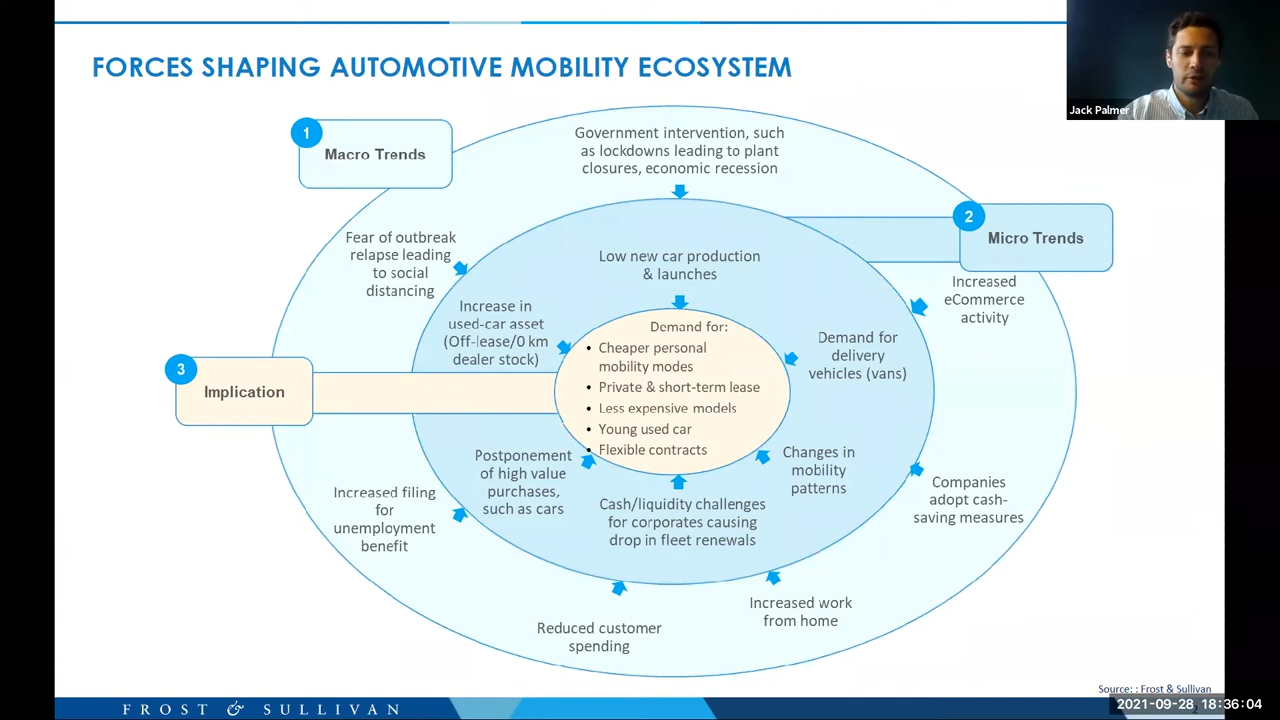 FORCES SHAPING AUTOMOTIVE MOBILITY ECOSYSTEM
Jack Palmer
1
Macro Trends
Government intervention, such
as lockdowns leading to plant
closures, economic recession
2
Micro Trends
Fear of outbreak
relapse leading
to social
distancing
Low new car production
& launches
Increased
eCommerce
activity
Increase in
used-car asset
(Off-lease/0 km
dealer stock)
Demand for:
• Cheaper personal
mobility modes
• Private & short-term lease
• Less expensive models
• Young used car
• Flexible contracts
Demand for
delivery
vehicles (vans)
3
Implication
Postponement
of high value
purchases,
such as cars
Changes in
mobility
patterns
Increased filing
for
unemployment
benefit
Cash/liquidity challenges
for corporates causing
drop in fleet renewals
Companies
adopt cash-
saving measures
Reduced customer
spending
Increased work
from home
Source: : Frost & Sullivan
FROST & SULLIVAN
2021-09-28 18:36:04